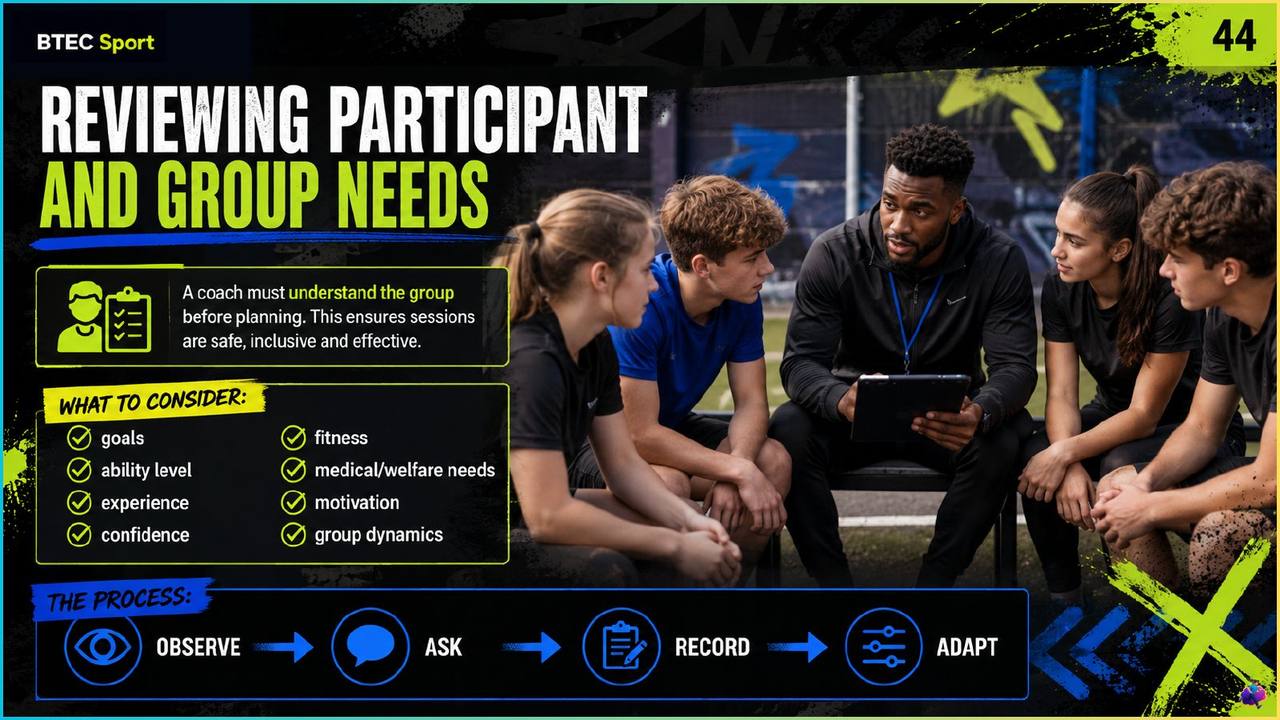 BTEC Sport
44
REVIEWING PARTICIPANT
AND GROUP NEEDS
A coach must understand the group
before planning. This ensures sessions
are safe, inclusive and effective.
WHAT TO CONSIDER:
goals
ability level
experience
confidence
fitness
medical/welfare needs
motivation
group dynamics
THE PROCESS:
OBSERVE
ASK
RECORD
ADAPT